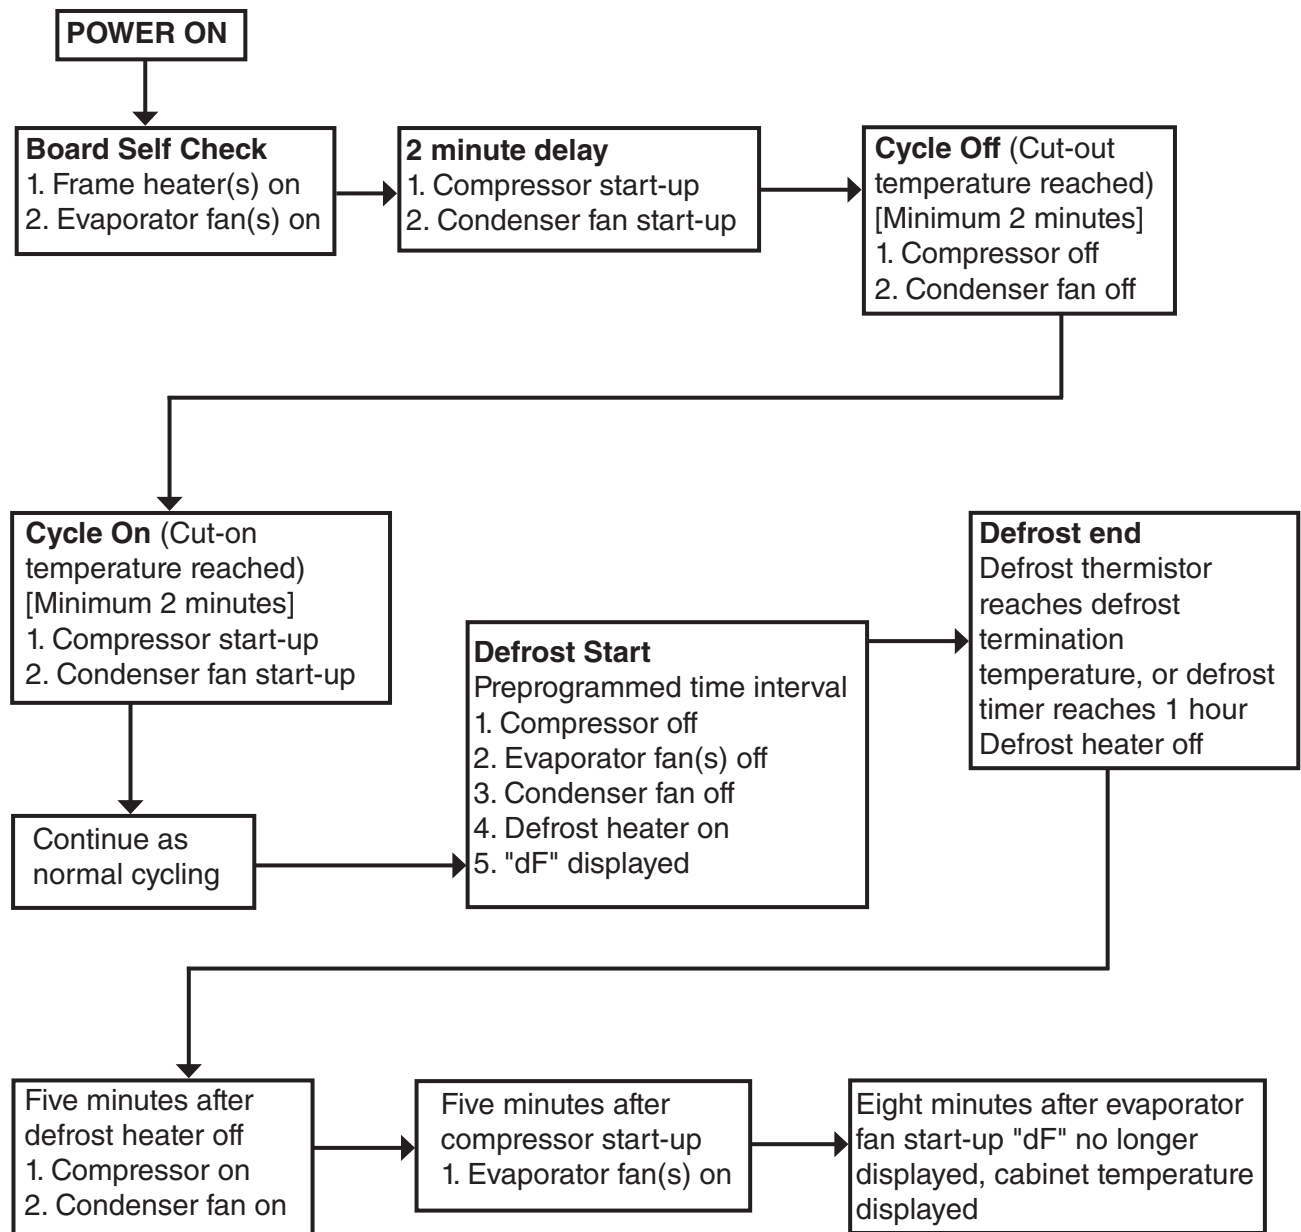 POWER ON
Board Self Check
1. Frame heater(s) on
2. Evaporator fan(s) on
2 minute delay
1. Compressor start-up
2. Condenser fan start-up
Cycle Off (Cut-out
temperature reached)
[Minimum 2 minutes]
1. Compressor off
2. Condenser fan off
Cycle On (Cut-on
temperature reached)
[Minimum 2 minutes]
1. Compressor start-up
2. Condenser fan start-up
Continue as
normal cycling
Defrost Start
Preprogrammed time interval
1. Compressor off
2. Evaporator fan(s) off
3. Condenser fan off
4. Defrost heater on
5. "dF" displayed
Defrost end
Defrost thermistor
reaches defrost
termination
temperature, or defrost
timer reaches 1 hour
Defrost heater off
Five minutes after
defrost heater off
1. Compressor on
2. Condenser fan on
Five minutes after
compressor start-up
1. Evaporator fan(s) on
Eight minutes after evaporator
fan start-up "dF" no longer
displayed, cabinet temperature
displayed